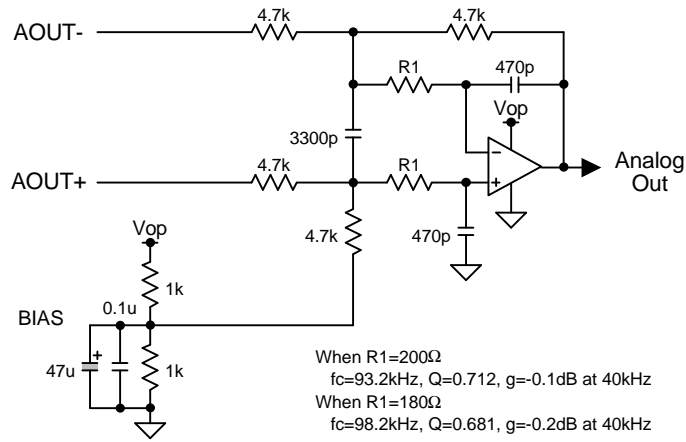 4.7k
4.7k
AOUT-
R1
470p
Vop
3300p
4.7k
R1
Analog
Out
AOUT+
4.7k
470p
Vop
1k
0.1u
BIAS
+
47u
1k
−
+
When R1=200Ω
fc=93.2kHz, Q=0.712, g=-0.1dB at 40kHz
When R1=180Ω
fc=98.2kHz, Q=0.681, g=-0.2dB at 40kHz